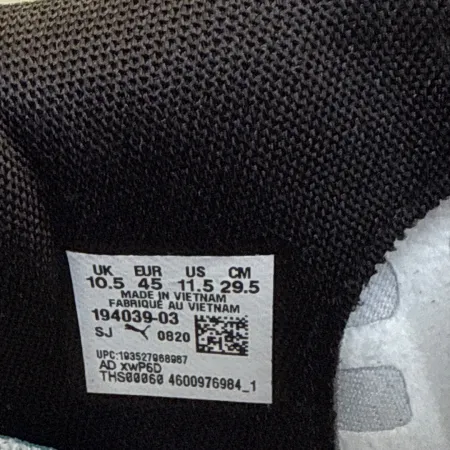 UK EUR US CM
10.5 45 11.5 29.5
MADE IN VIETNAM
FABRIQUÉ AU VIETNAM
194039-03
SJ 0820
UPC:193527968967
AD xwP6D
THS00060 4600976984_1